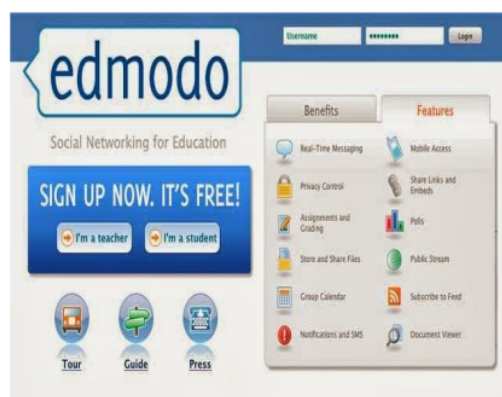 Username
Login
edmodo
Social Networking for Education
SIGN UP NOW. IT'S FREE!
I'm a teacher
I'm a student
Tour
Guide
Press
Benefits
Features
Real-Time Messaging
Mobile Access
Privacy Control
Share Links and
Embeds
Assignments and
Grading
Polls
Store and Share Files
Public Stream
Group Calendar
Subscribe to Feed
Notifications and SMS
Document Viewer